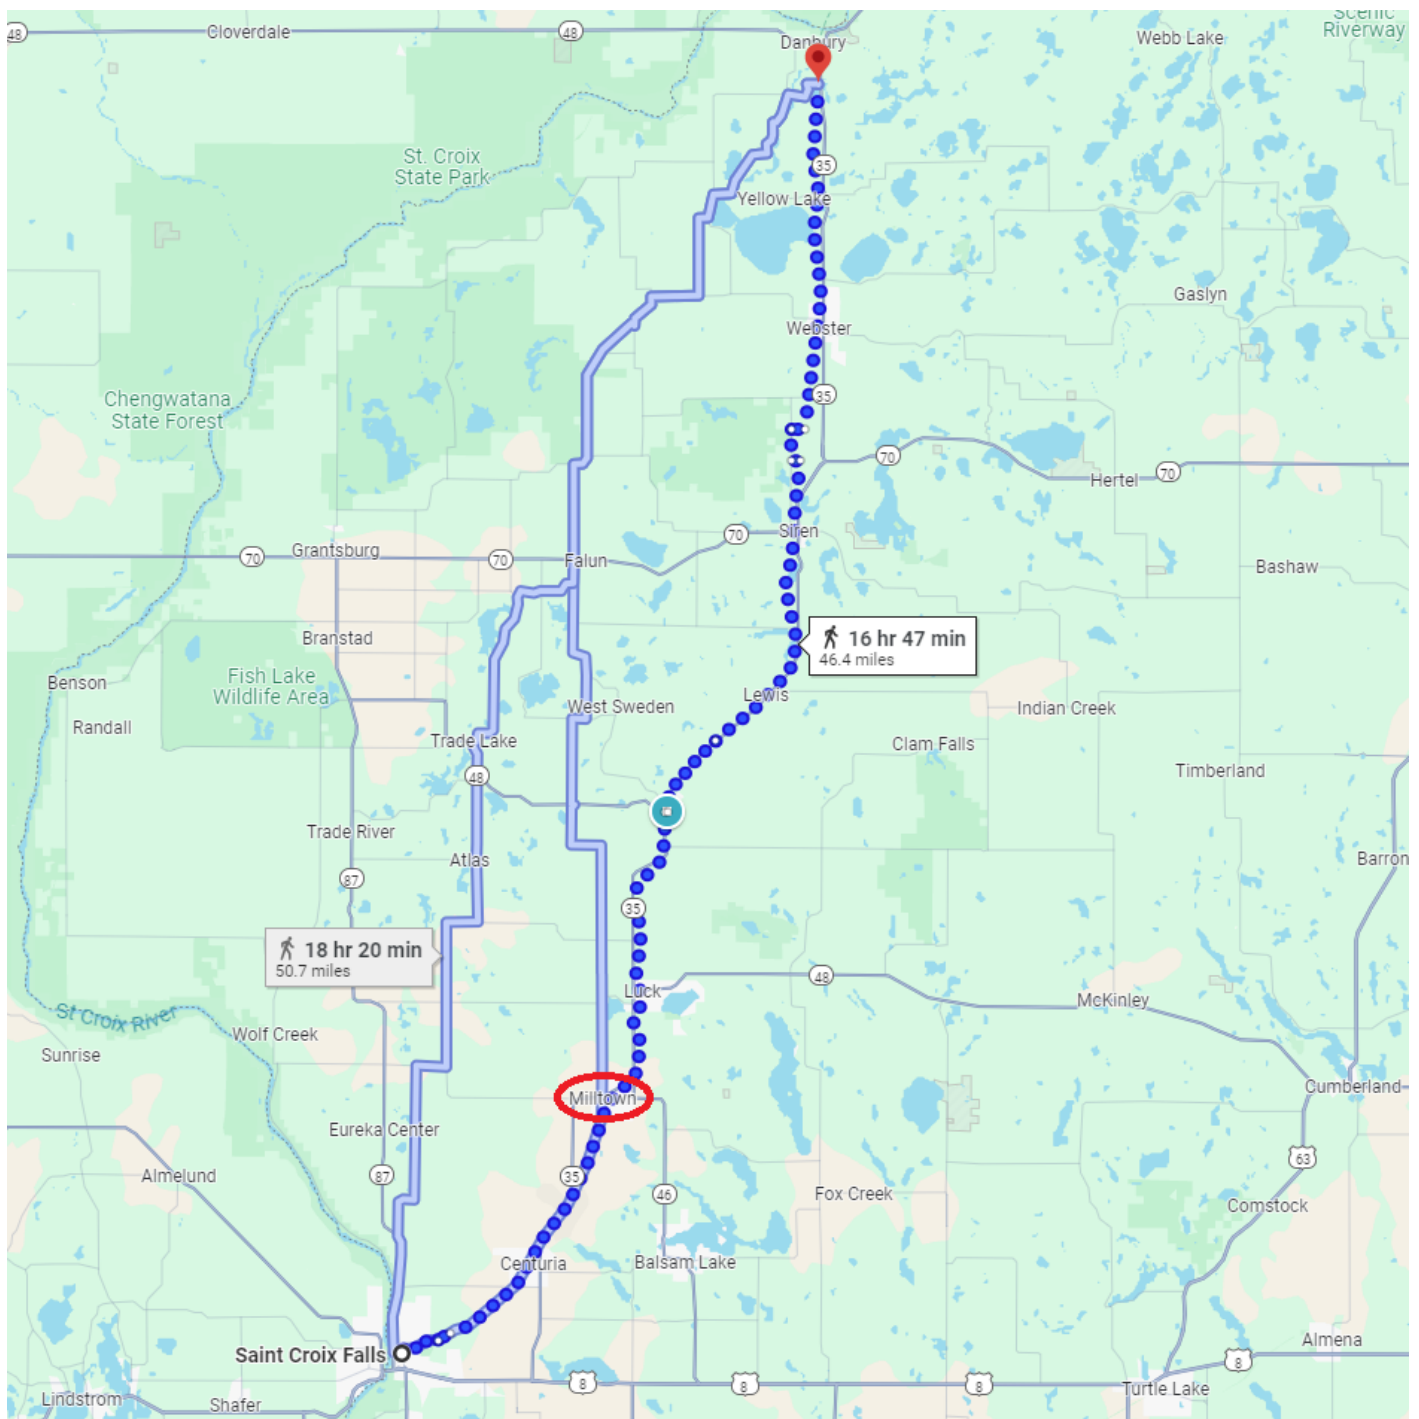 Scenic
Riverway
48
Cloverdale
48
Danbury
Webb Lake
St. Croix
State Park
35
Yellow Lake
Gaslyn
Webster
Chengwatana
State Forest
35
70
Hertel
70
Siren
70
Grantsburg
70
70
Falun
Bashaw
Branstad
16 hr 47 min
46.4 miles
Fish Lake
Wildlife Area
Benson
Lewis
West Sweden
Indian Creek
Randall
Trade Lake
Clam Falls
Timberland
48
Trade River
Atlas
Barron
87
35
18 hr 20 min
50.7 miles
48
Luck
McKinley
St Croix River
Wolf Creek
Sunrise
Cumberland
Milltown
Eureka Center
63
Almelund
87
35
46
Fox Creek
Comstock
Centuria
Balsam Lake
Almena
Saint Croix Falls
8
8
8
8
Turtle Lake
Lindstrom
Shafer